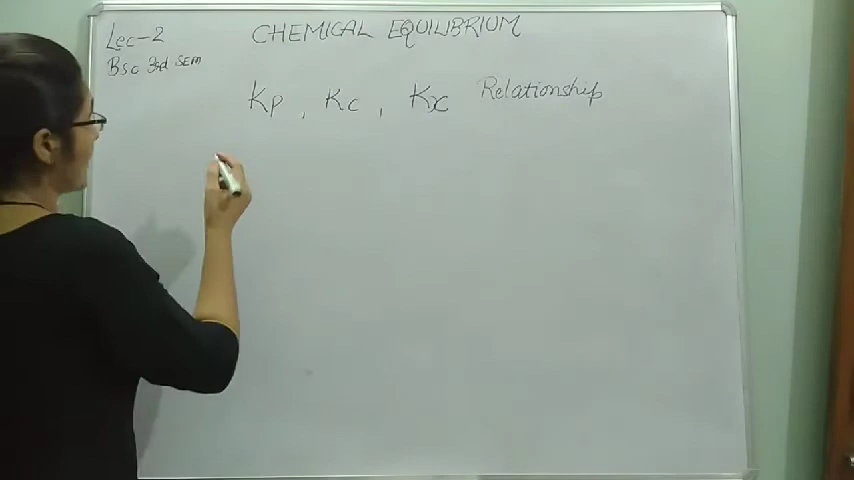 Lec-2 CHEMICAL EQUILIBRIUM
Bsc 3rd SEM
Kp, Kc, Kx Relationship